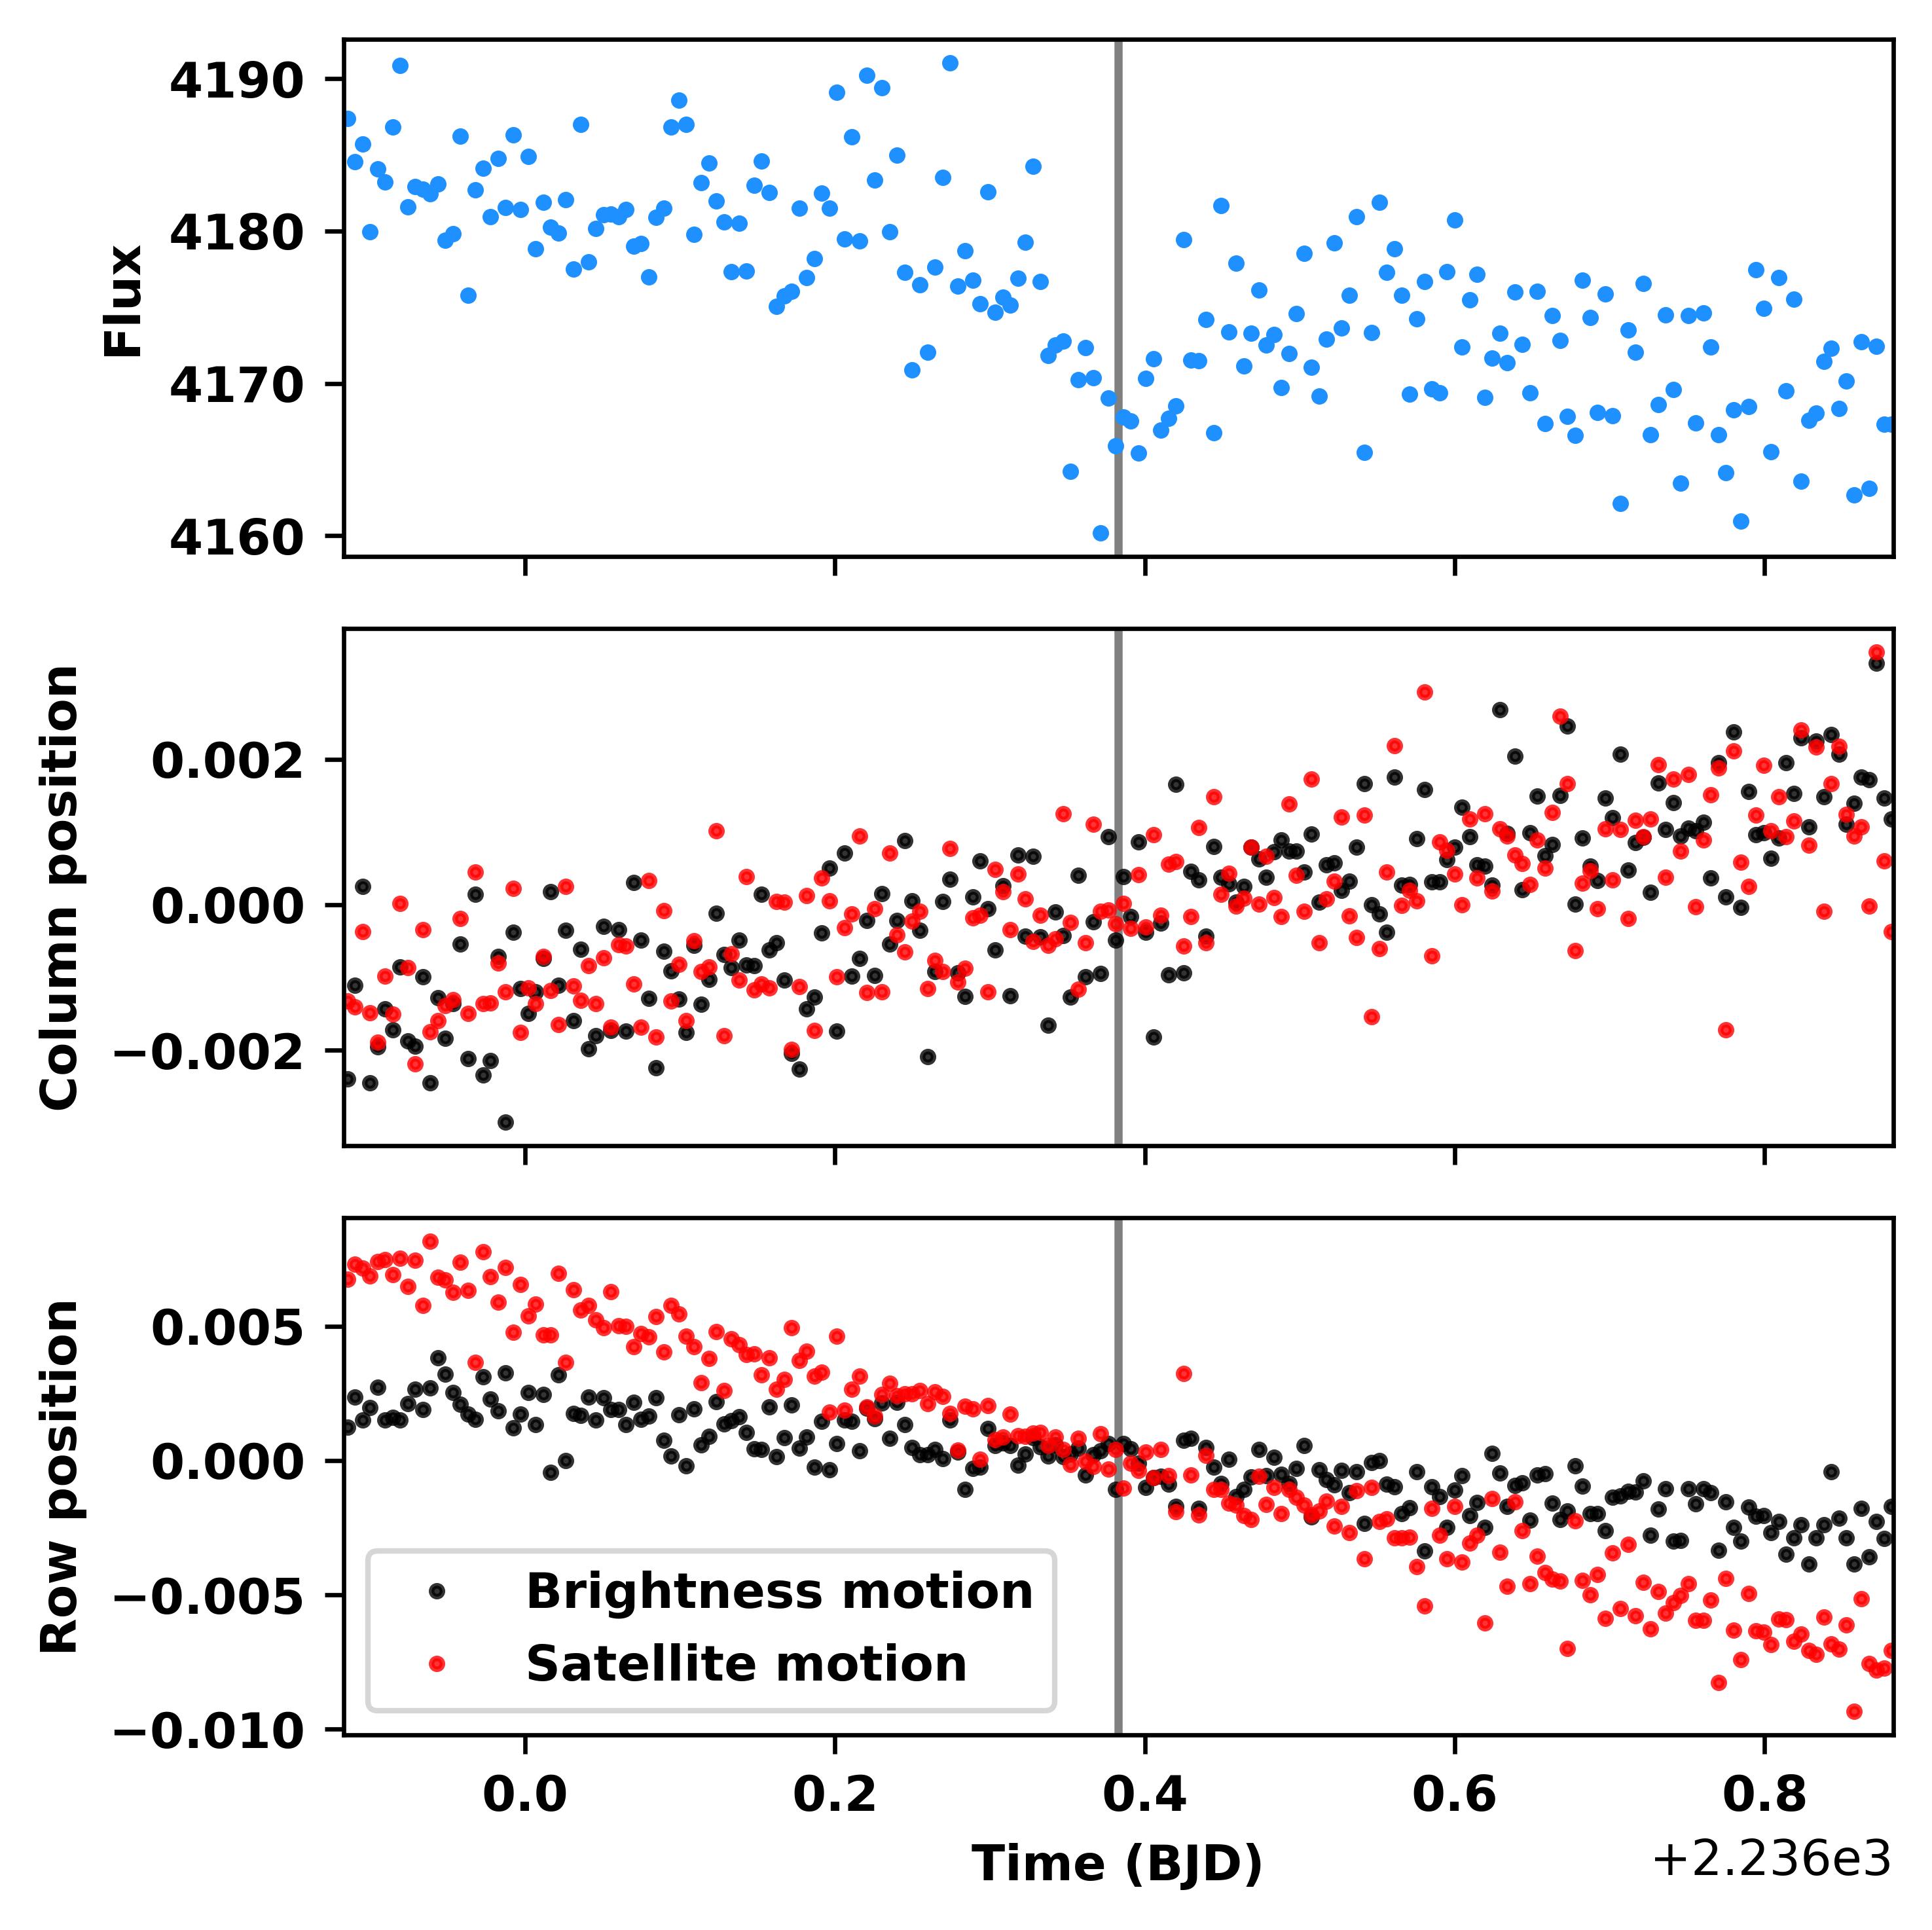 Flux
4190
4180
4170
4160
Column position
0.002
0.000
−0.002
Row position
0.005
0.000
−0.005
−0.010
Brightness motion
Satellite motion
0.0 0.2 0.4 0.6 0.8
Time (BJD)
+2.236e3